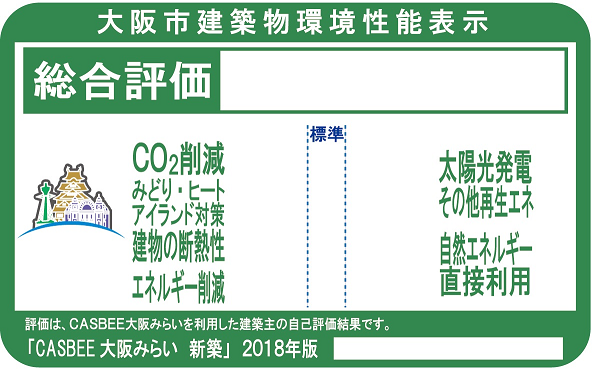 大阪市建築物環境性能表示
総合評価
標準
CO₂削減
みどり・ヒート
アイランド対策
建物の断熱性
エネルギー削減
太陽光発電
その他再生エネ
自然エネルギー
直接利用
評価は、CASBEE大阪みらいを利用した建築主の自己評価結果です。
「CASBEE 大阪みらい　新築」 2018年版